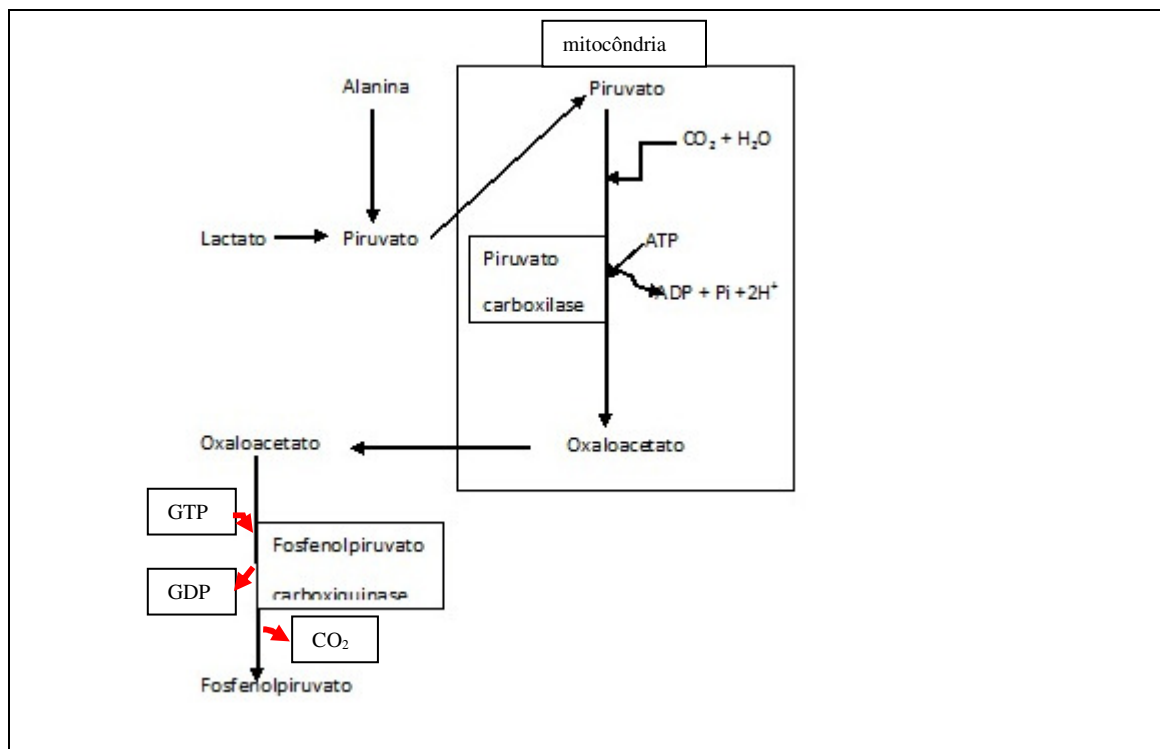 mitocôndria
Alanina
Piruvato
CO₂ + H₂O
Lactato
Piruvato
Piruvato
carboxilase
ATP
ADP + Pi +2H⁺
Oxaloacetato
Oxaloacetato
GTP
Fosfenolpiruvato
carboxiquinase
GDP
CO₂
Fosfenolpiruvato